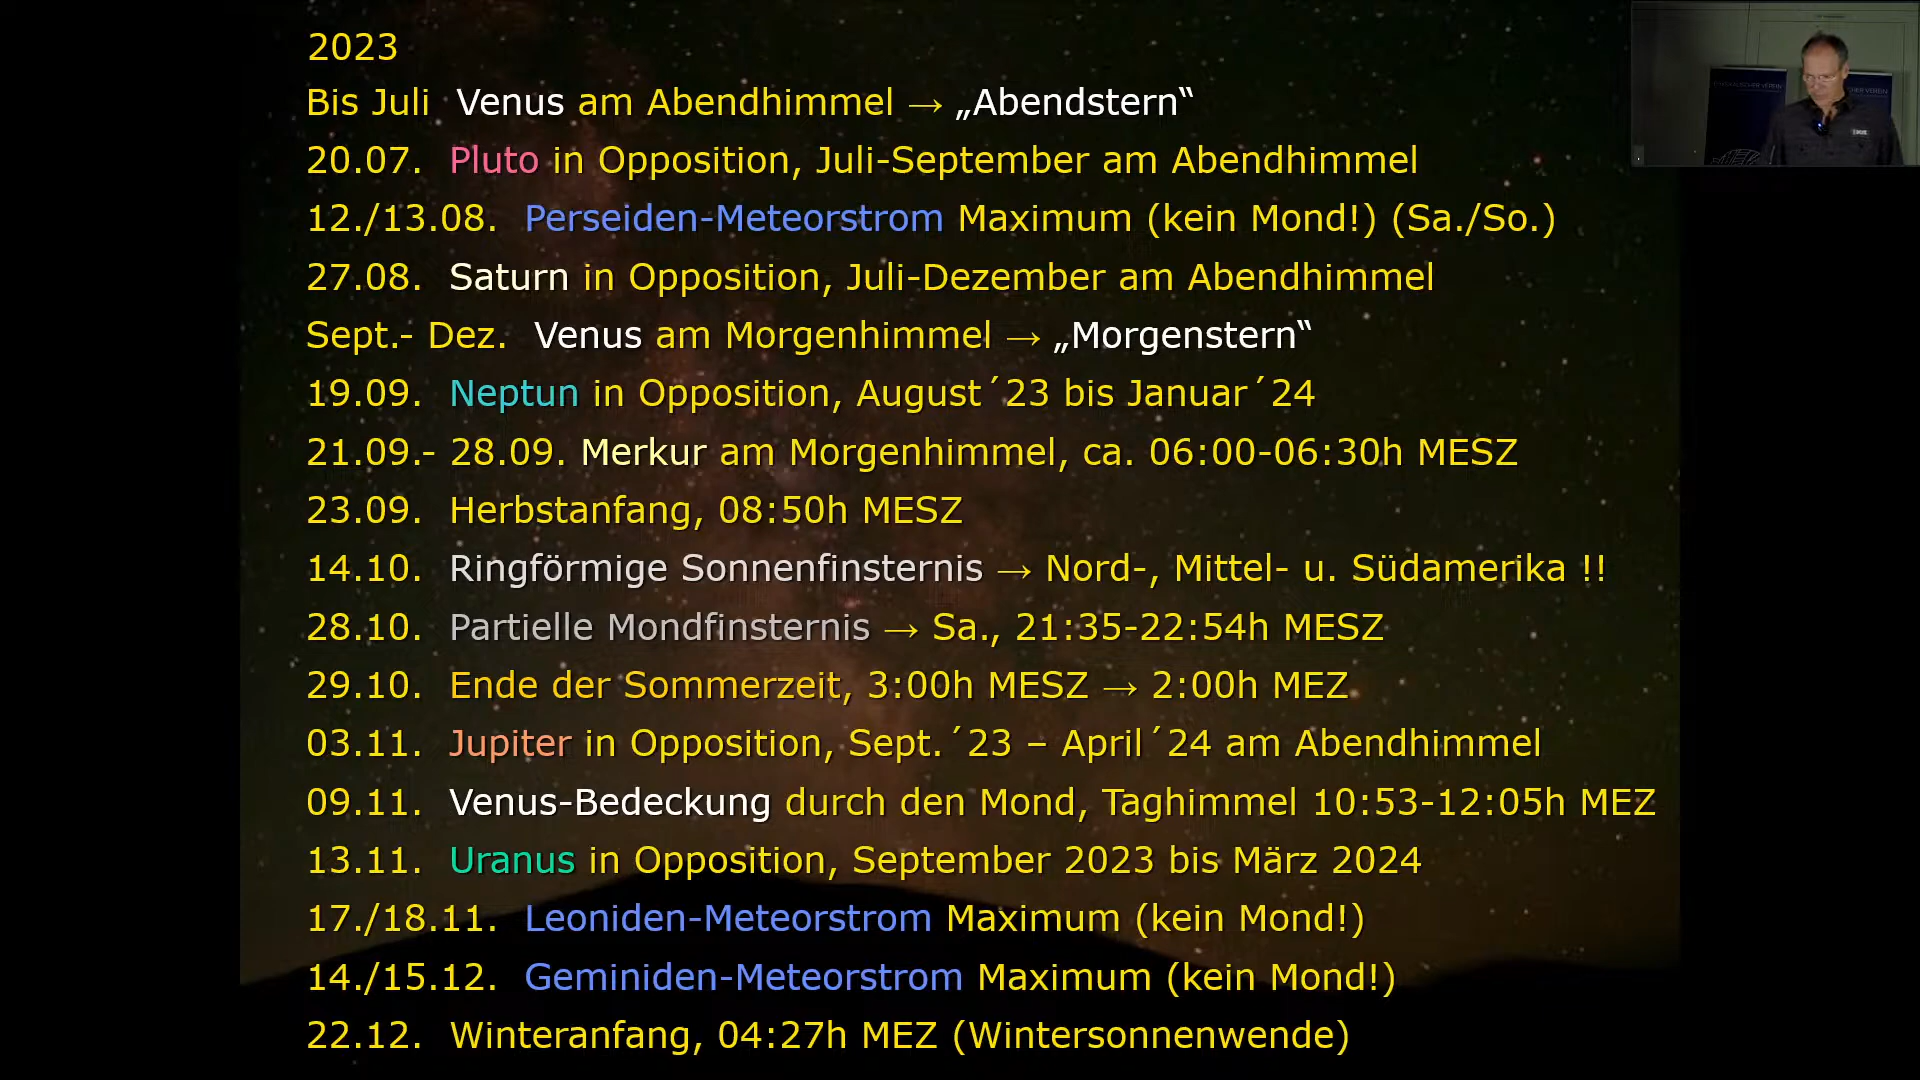 2023
Bis Juli Venus am Abendhimmel → „Abendstern“
20.07. Pluto in Opposition, Juli-September am Abendhimmel
12./13.08. Perseiden-Meteorstrom Maximum (kein Mond!) (Sa./So.)
27.08. Saturn in Opposition, Juli-Dezember am Abendhimmel
Sept.- Dez. Venus am Morgenhimmel → „Morgenstern“
19.09. Neptun in Opposition, August´23 bis Januar´24
21.09.- 28.09. Merkur am Morgenhimmel, ca. 06:00-06:30h MESZ
23.09. Herbstanfang, 08:50h MESZ
14.10. Ringförmige Sonnenfinsternis → Nord-, Mittel- u. Südamerika !!
28.10. Partielle Mondfinsternis → Sa., 21:35-22:54h MESZ
29.10. Ende der Sommerzeit, 3:00h MESZ → 2:00h MEZ
03.11. Jupiter in Opposition, Sept.´23 – April´24 am Abendhimmel
09.11. Venus-Bedeckung durch den Mond, Taghimmel 10:53-12:05h MEZ
13.11. Uranus in Opposition, September 2023 bis März 2024
17./18.11. Leoniden-Meteorstrom Maximum (kein Mond!)
14./15.12. Geminiden-Meteorstrom Maximum (kein Mond!)
22.12. Winteranfang, 04:27h MEZ (Wintersonnenwende)